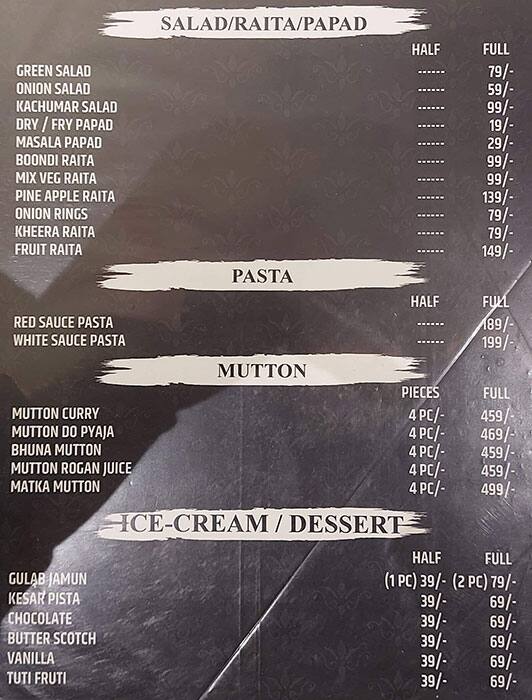 SALAD/RAITA/PAPAD
HALF FULL
GREEN SALAD ------ 79/-
ONION SALAD ------ 59/-
KACHUMAR SALAD ------ 99/-
DRY / FRY PAPAD ------ 19/-
MASALA PAPAD ------ 29/-
BOONDI RAITA ------ 99/-
MIX VEG RAITA ------ 99/-
PINE APPLE RAITA ------ 139/-
ONION RINGS ------ 79/-
KHEERA RAITA ------ 79/-
FRUIT RAITA ------ 149/-
PASTA
HALF FULL
RED SAUCE PASTA ------ 189/-
WHITE SAUCE PASTA ------ 199/-
MUTTON
PIECES FULL
MUTTON CURRY 4 PC/- 459/-
MUTTON DO PYAJA 4 PC/- 469/-
BHUNA MUTTON 4 PC/- 459/-
MUTTON ROGAN JUICE 4 PC/- 459/-
MATKA MUTTON 4 PC/- 499/-
ICE-CREAM / DESSERT
HALF FULL
GULAB JAMUN (1 PC) 39/- (2 PC) 79/-
KESAR PISTA 39/- 69/-
CHOCOLATE 39/- 69/-
BUTTER SCOTCH 39/- 69/-
VANILLA 39/- 69/-
TUTI FRUTI 39/- 69/-